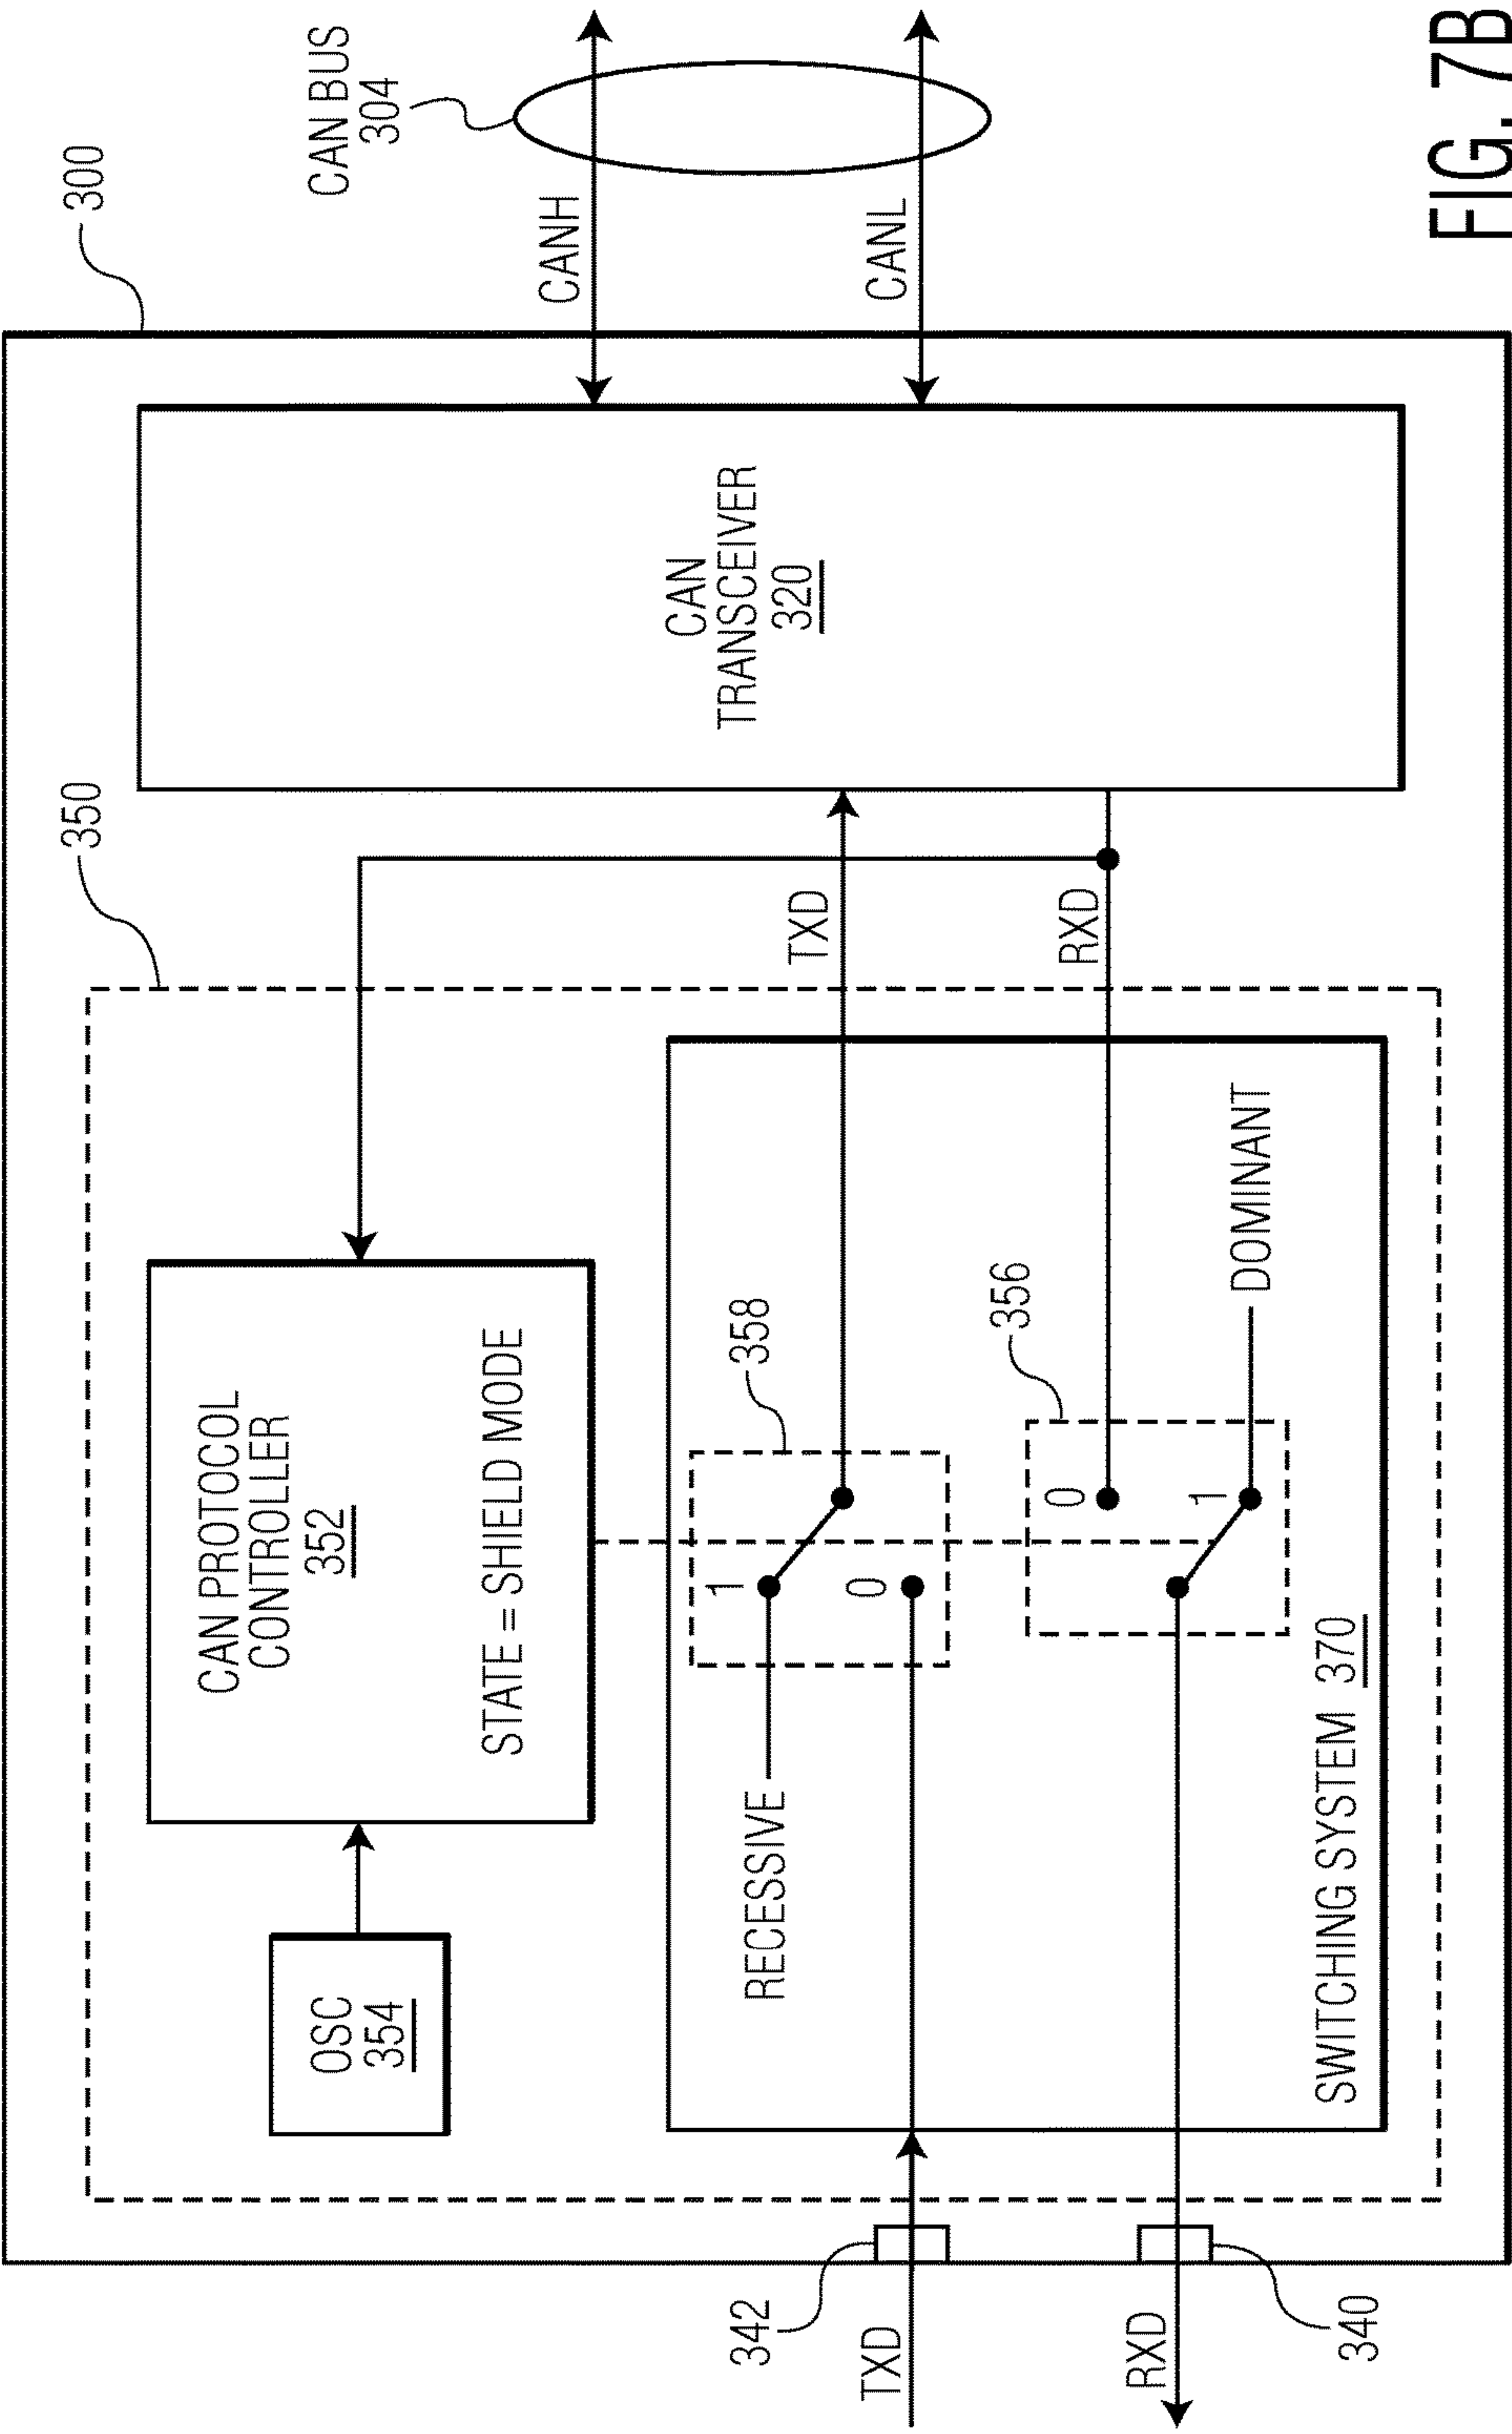 300
CAN BUS
304
350
CAN PROTOCOL
CONTROLLER
352
STATE = SHIELD MODE
OSC
354
CAN
TRANSCEIVER
320
CANH
CANL
TXD
RXD
358
1
0
RECESSIVE
356
0
1
DOMINANT
SWITCHING SYSTEM 370
342
TXD
RXD
340
FIG. 7B